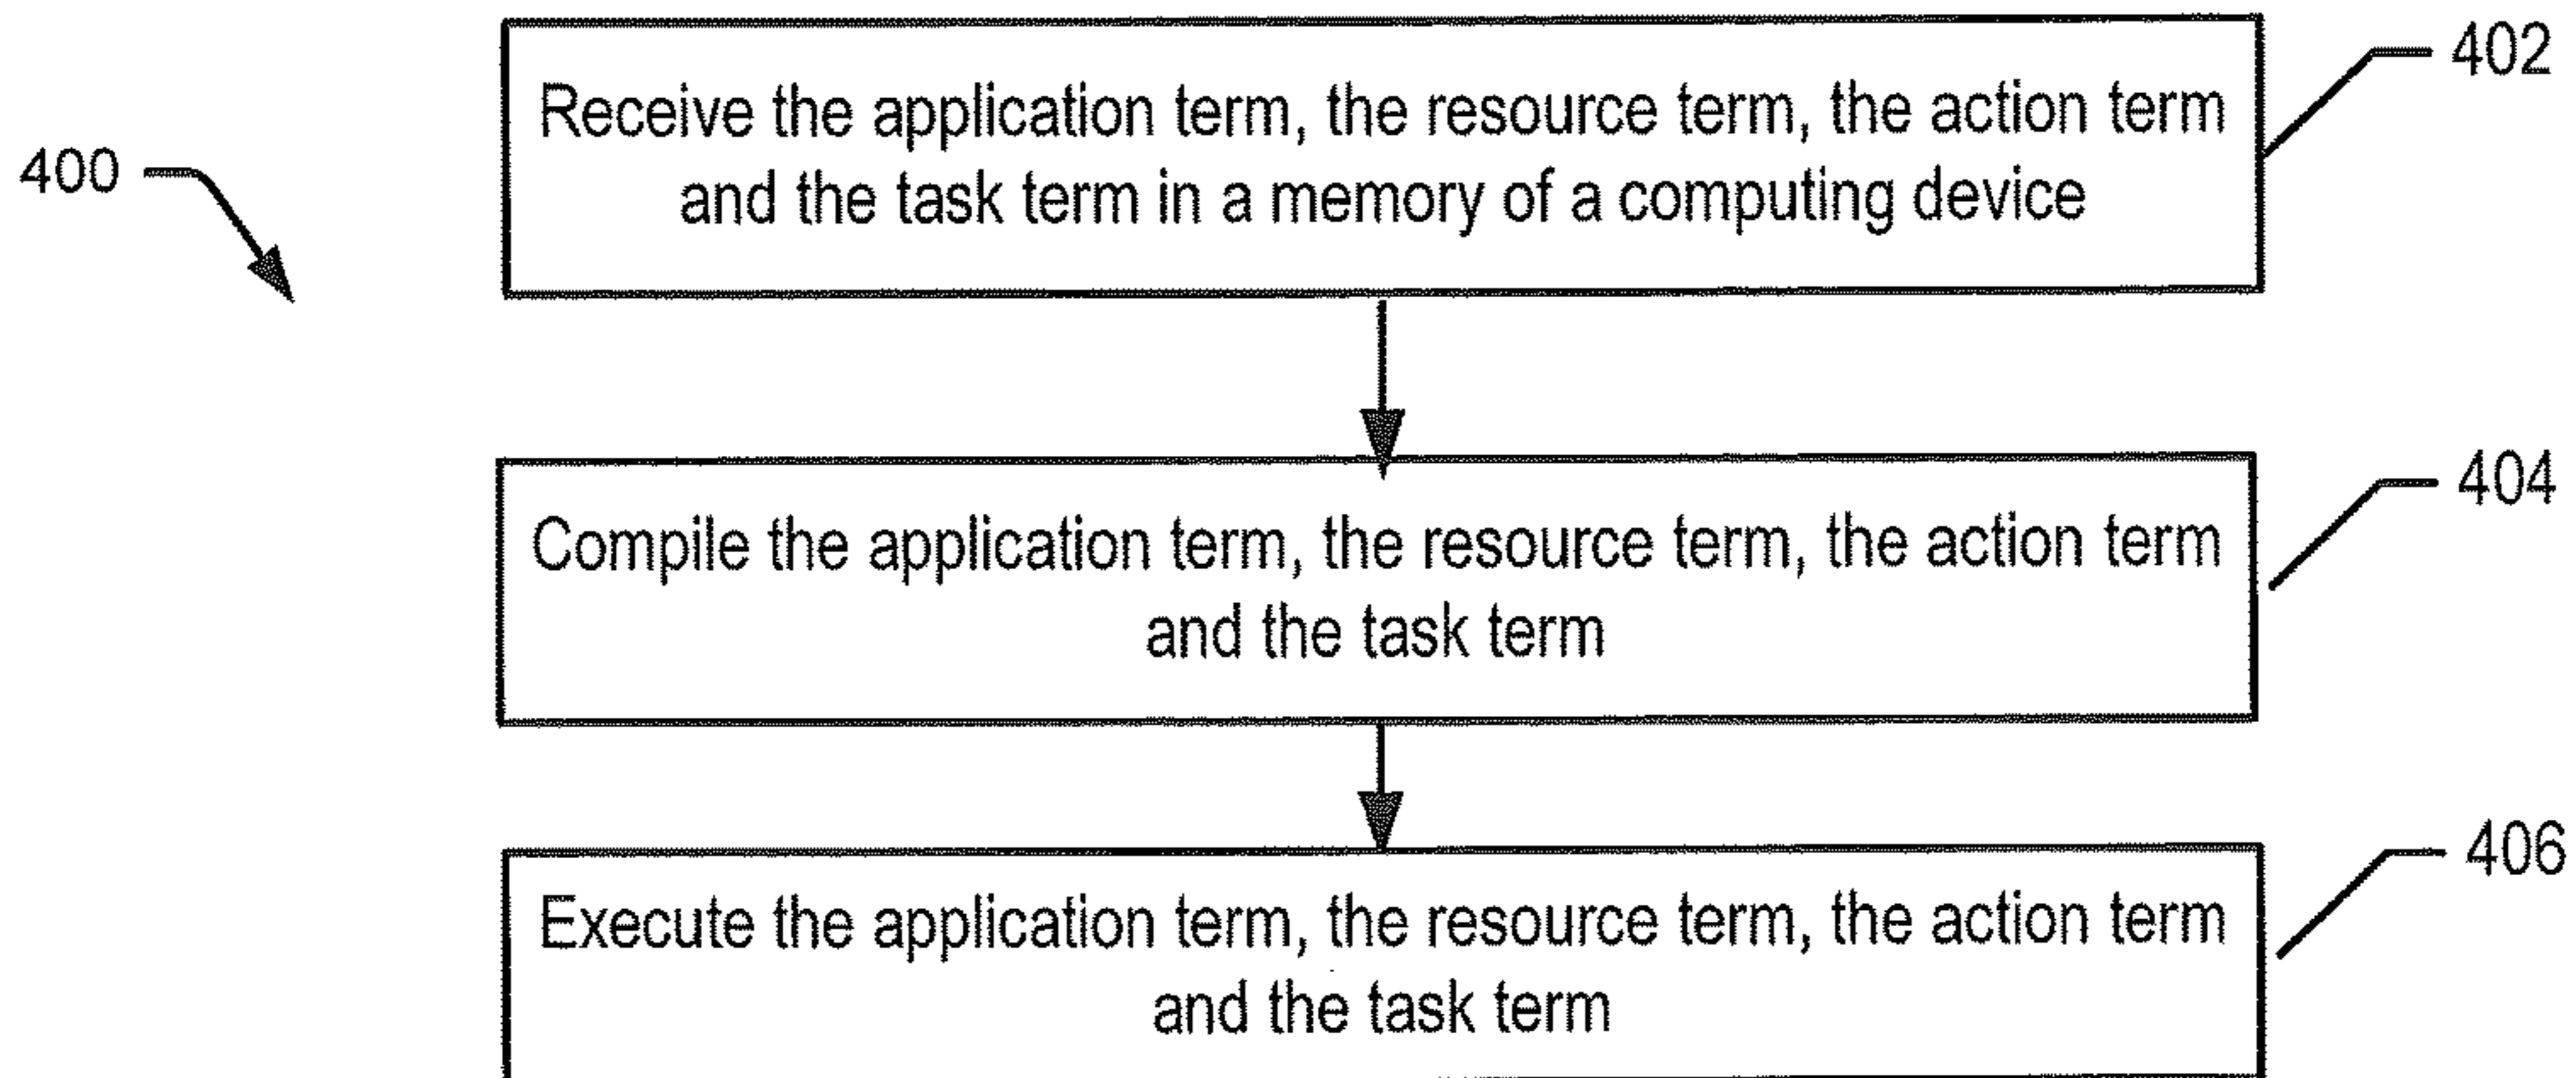 402
Receive the application term, the resource term, the action term
and the task term in a memory of a computing device
400
404
Compile the application term, the resource term, the action term
and the task term
406
Execute the application term, the resource term, the action term
and the task term